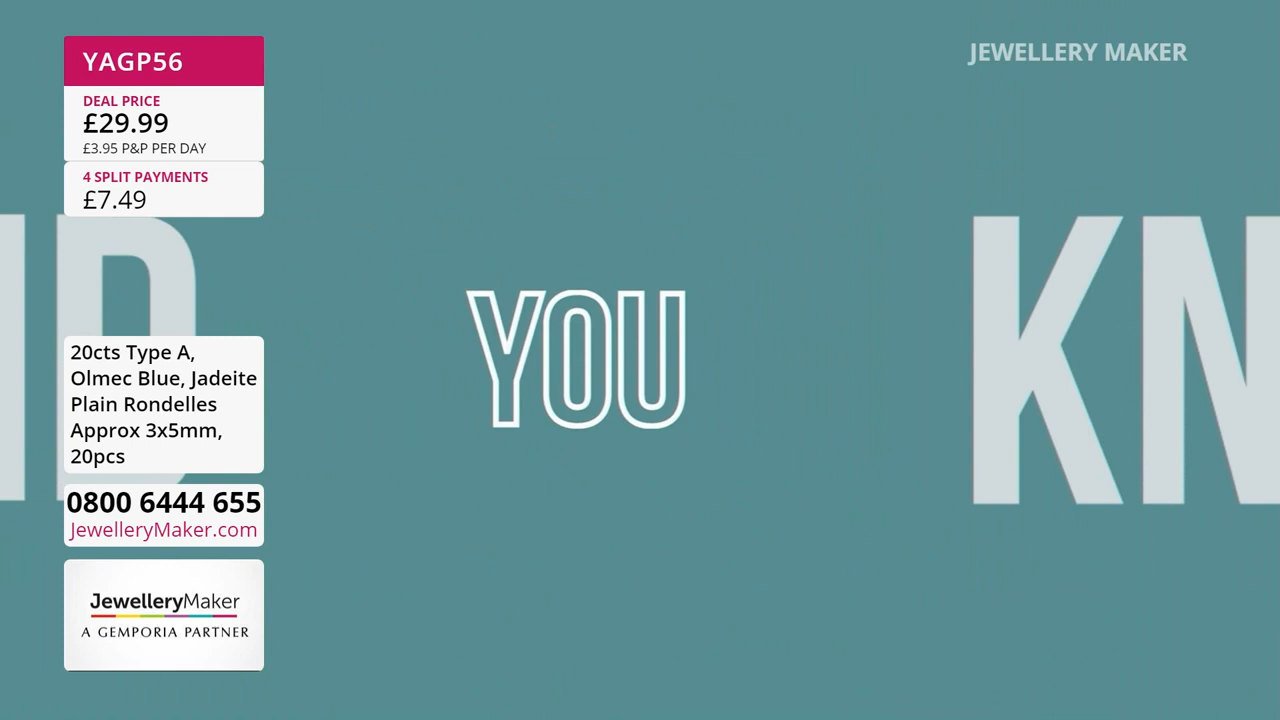 YAGP56
DEAL PRICE
£29.99
£3.95 P&P PER DAY
4 SPLIT PAYMENTS
£7.49
20cts Type A,
Olmec Blue, Jadeite
Plain Rondelles
Approx 3x5mm,
20pcs
0800 6444 655
JewelleryMaker.com
JewelleryMaker
A GEMPORIA PARTNER
JEWELLERY MAKER
YOU
KN